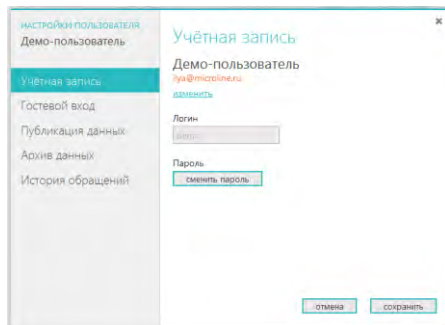 НАСТРОЙКИ ПОЛЬЗОВАТЕЛЯ
Демо-пользователь
Учётная запись
Гостевой вход
Публикация данных
Архив данных
История обращений
Учётная запись
Демо-пользователь
ilya@microline.ru
изменить
Логин
Пароль
сменить пароль
отмена
сохранить